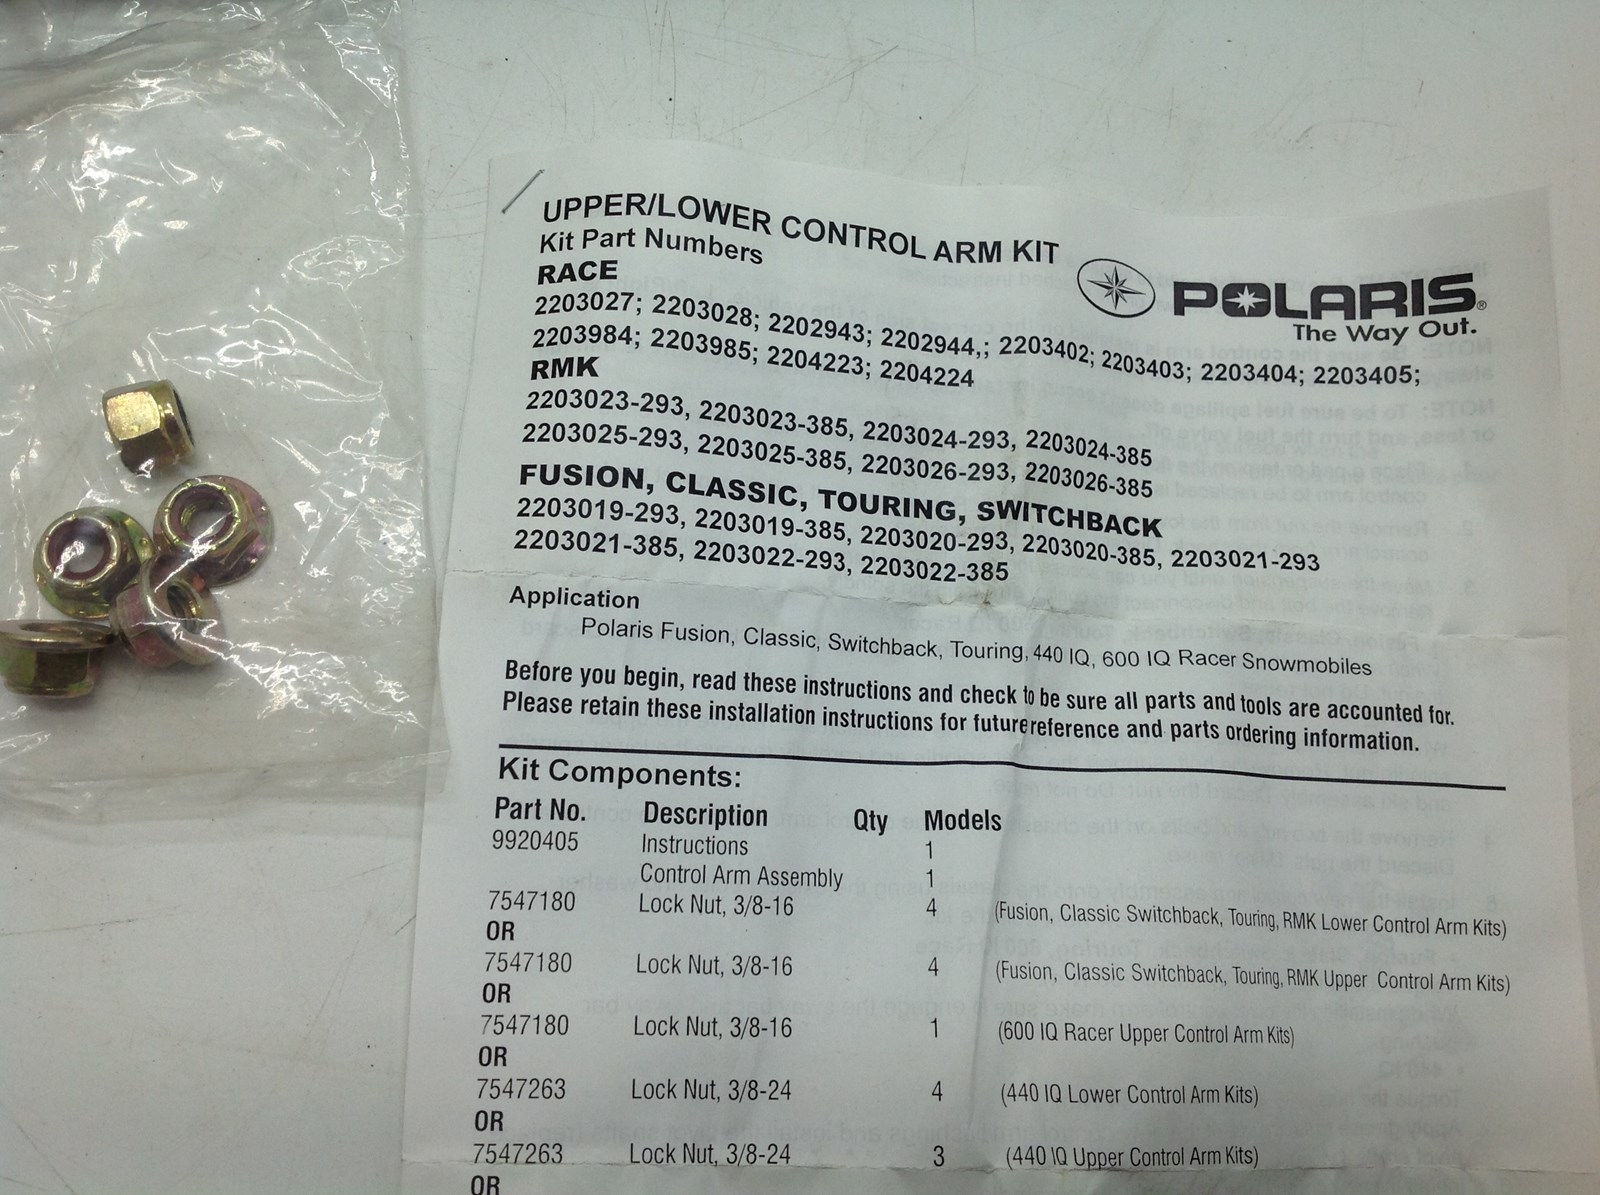 UPPER/LOWER CONTROL ARM KIT
Kit Part Numbers
RACE
2203027; 2203028; 2202943; 2202944,; 2203402; 2203403; 2203404; 2203405;
2203984; 2203985; 2204223; 2204224
RMK
2203023-293, 2203023-385, 2203024-293, 2203024-385
2203025-293, 2203025-385, 2203026-293, 2203026-385
FUSION, CLASSIC, TOURING, SWITCHBACK
2203019-293, 2203019-385, 2203020-293, 2203020-385, 2203021-293
2203021-385, 2203022-293, 2203022-385
POLARIS®
The Way Out.
Application
Polaris Fusion, Classic, Switchback, Touring, 440 IQ, 600 IQ Racer Snowmobiles
Before you begin, read these instructions and check to be sure all parts and tools are accounted for.
Please retain these installation instructions for future reference and parts ordering information.
Kit Components:
Part No. Description Qty Models
9920405 Instructions 1
Control Arm Assembly 1
7547180 Lock Nut, 3/8-16 4 (Fusion, Classic Switchback, Touring, RMK Lower Control Arm Kits)
OR
7547180 Lock Nut, 3/8-16 4 (Fusion, Classic Switchback, Touring, RMK Upper Control Arm Kits)
OR
7547180 Lock Nut, 3/8-16 1 (600 IQ Racer Upper Control Arm Kits)
OR
7547263 Lock Nut, 3/8-24 4 (440 IQ Lower Control Arm Kits)
OR
7547263 Lock Nut, 3/8-24 3 (440 IQ Upper Control Arm Kits)
OR